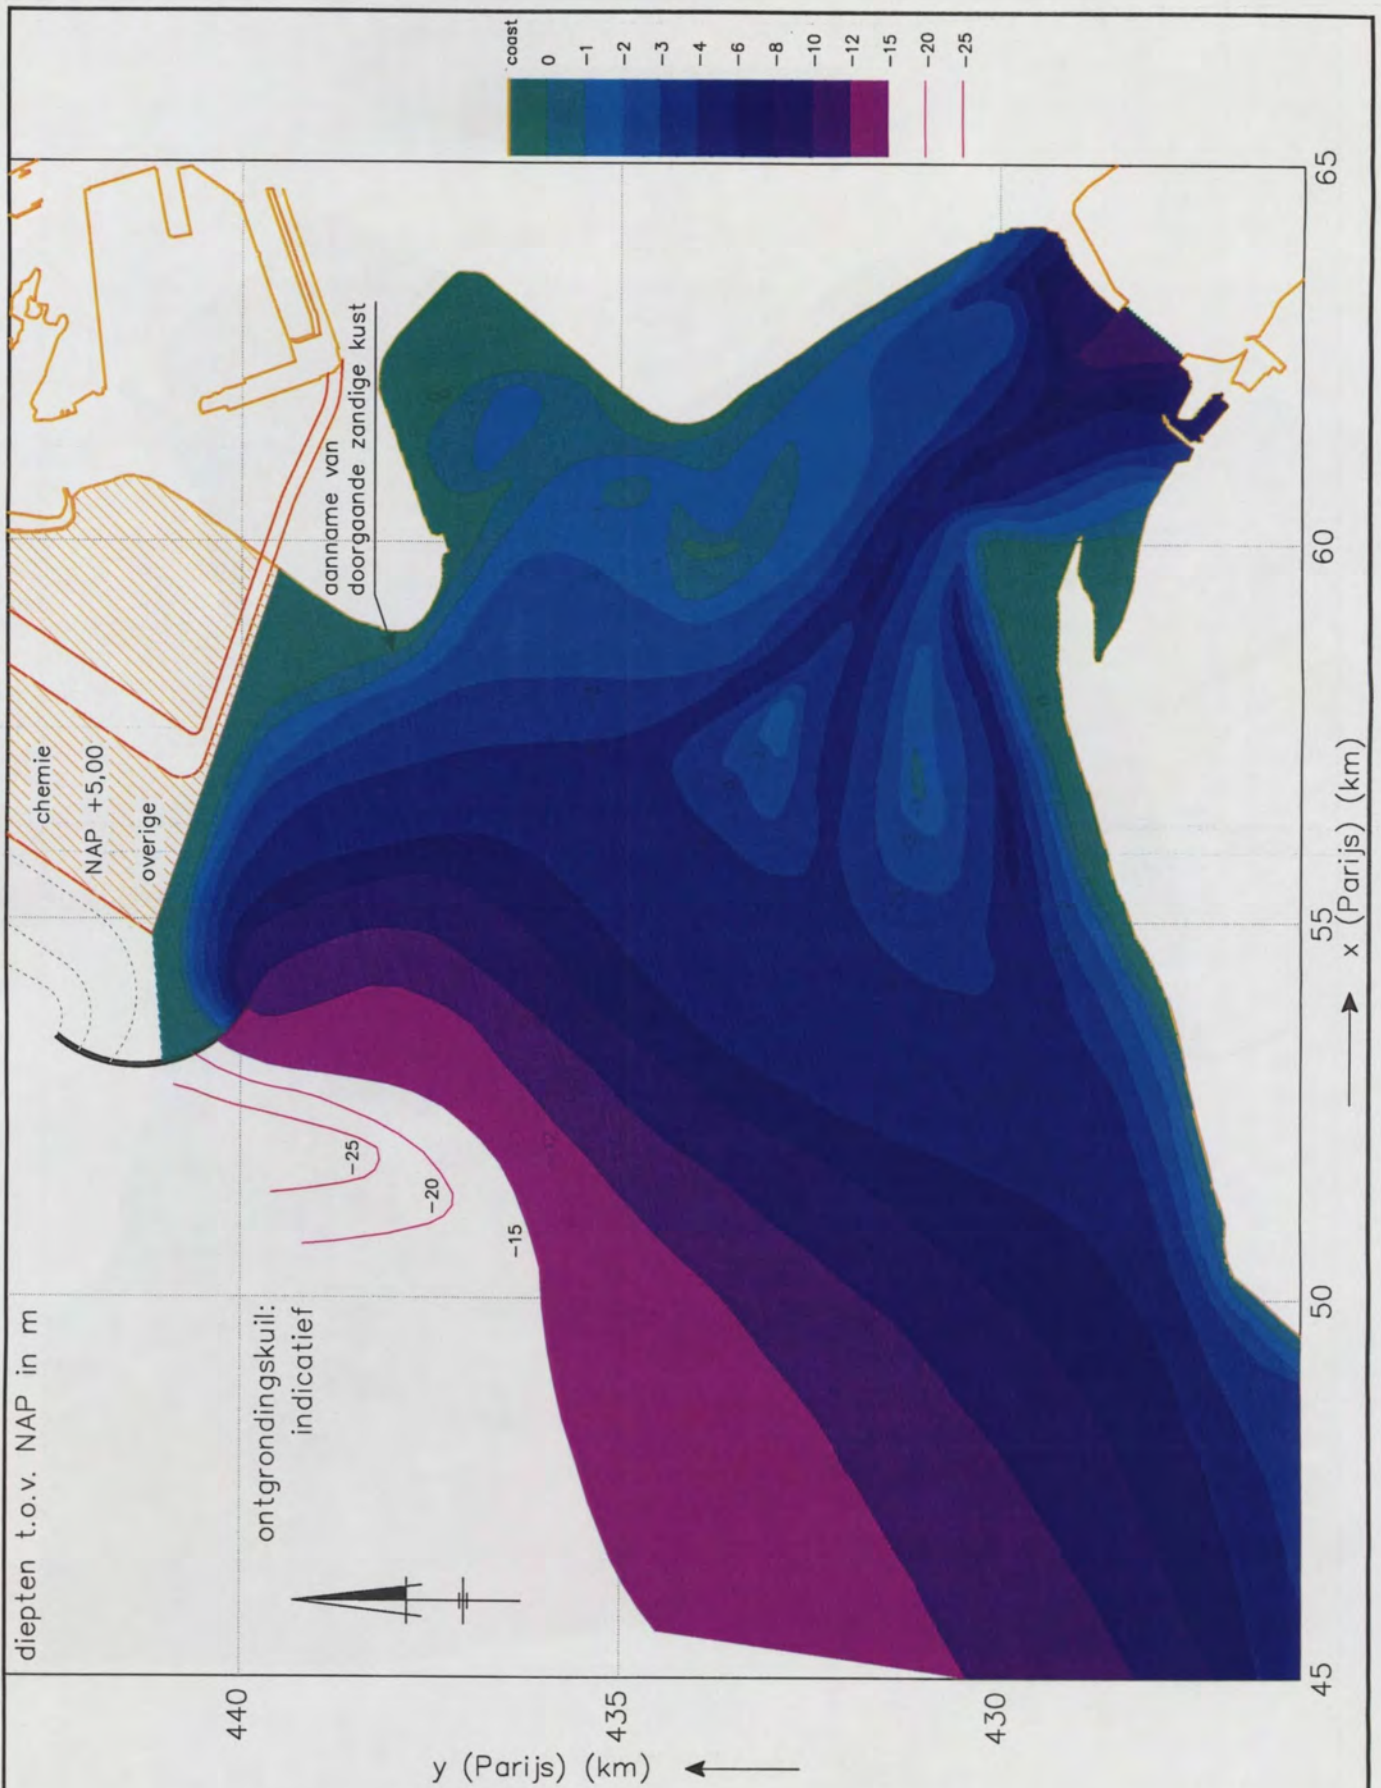 diepten t.o.v. NAP in m
chemie
NAP +5,00
overige
aanname van
doorgaande zandige kust
ontgrondingskuil:
indicatief
-25
-20
-15
coast
0
-1
-2
-3
-4
-6
-8
-10
-12
-15
-20
-25
440
435
430
y (Parijs) (km)
45
50
55
60
65
x (Parijs) (km)